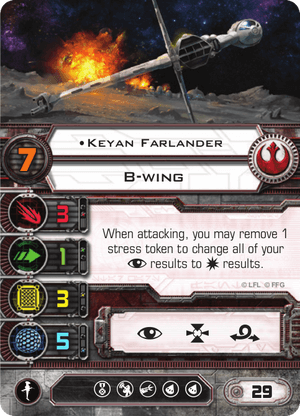 •Keyan Farlander
7
B-wing
3
1
When attacking, you may remove 1
stress token to change all of your
results to results.
3
© LFL © FFG
5
29